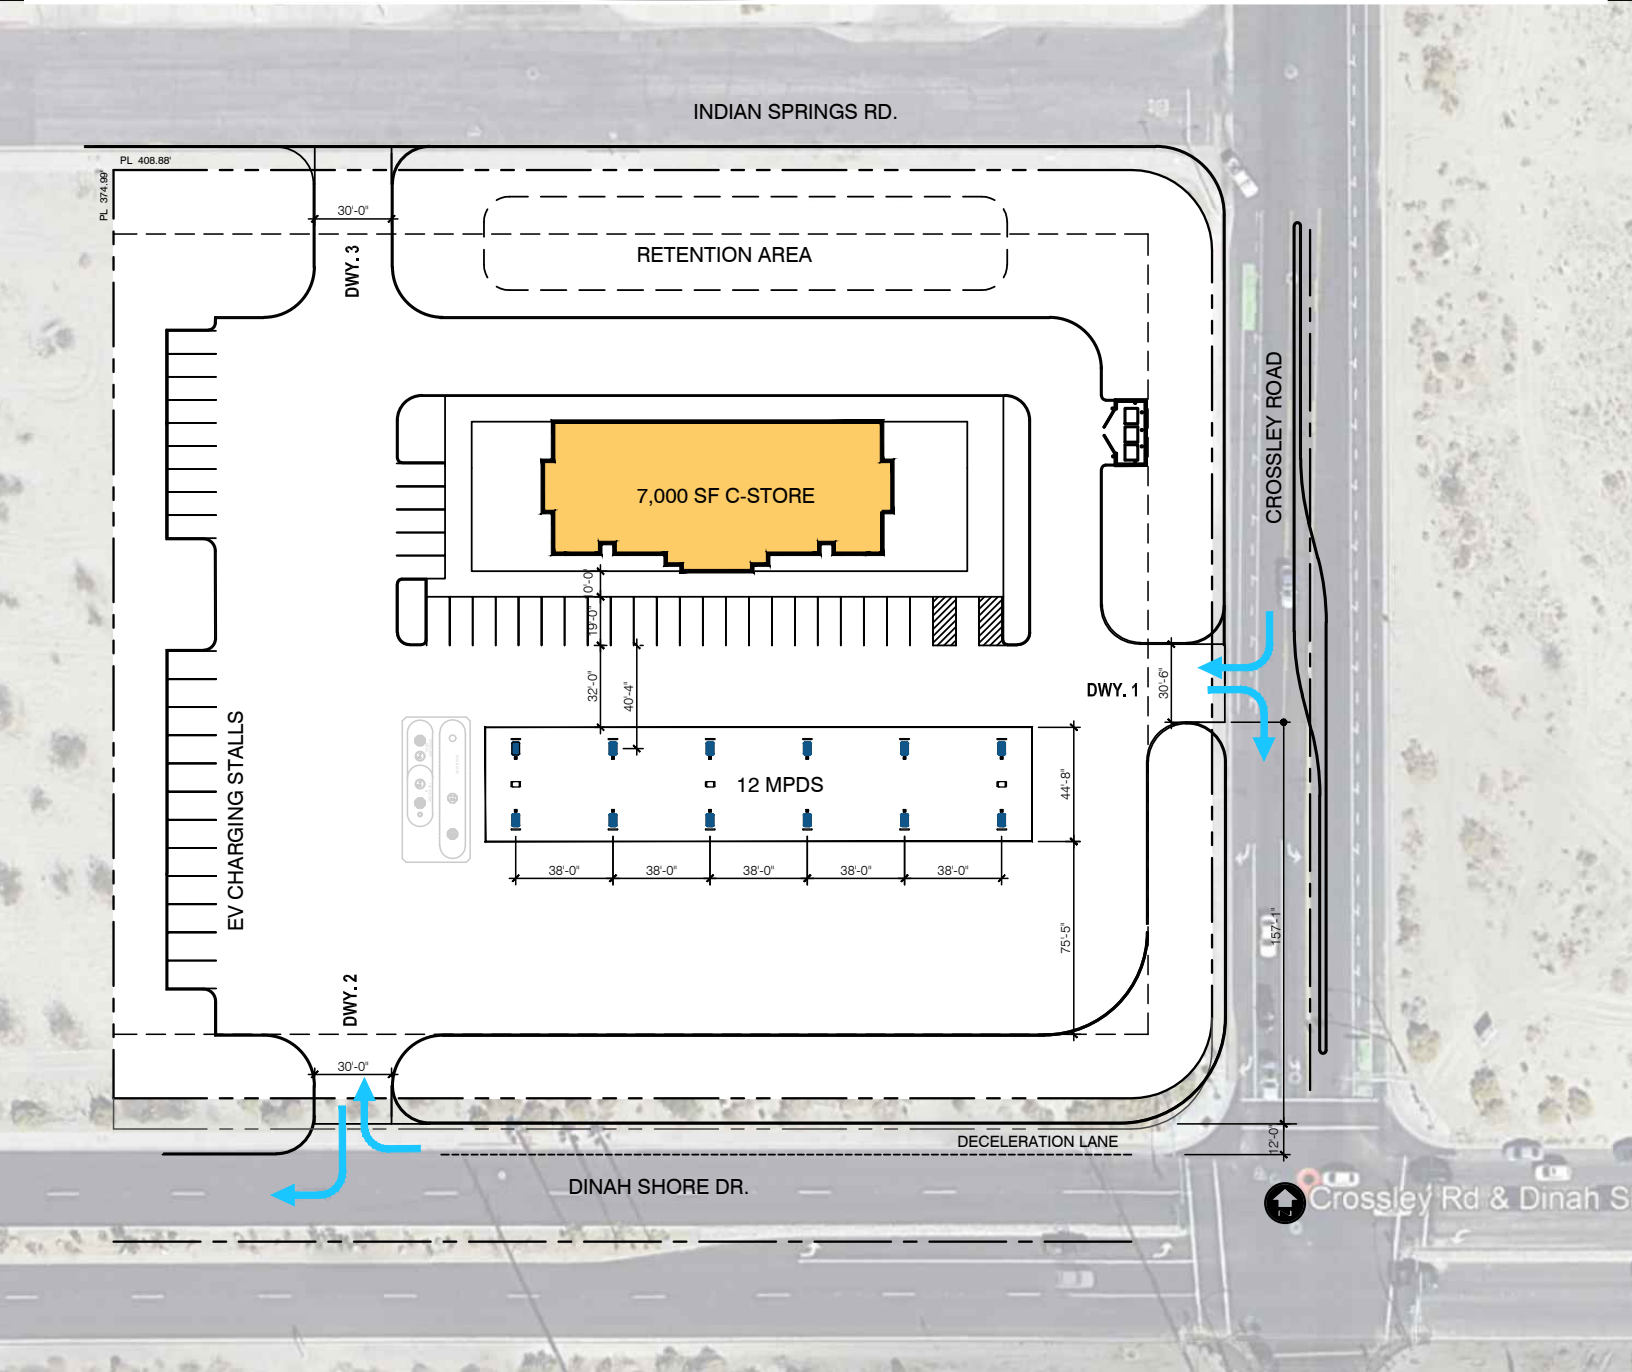 INDIAN SPRINGS RD.
PL 408.88'
PL 374.99'
30'-0"
DWY. 3
RETENTION AREA
CROSSLEY ROAD
7,000 SF C-STORE
10'-0"
19'-0"
32'-0"
40'-4"
DWY. 1
30'-6"
EV CHARGING STALLS
12 MPDS
44'-8"
38'-0"
38'-0"
38'-0"
38'-0"
38'-0"
75'-5"
157'-1"
DWY. 2
30'-0"
DECELERATION LANE
12'-0"
DINAH SHORE DR.
Crossley Rd & Dinah S